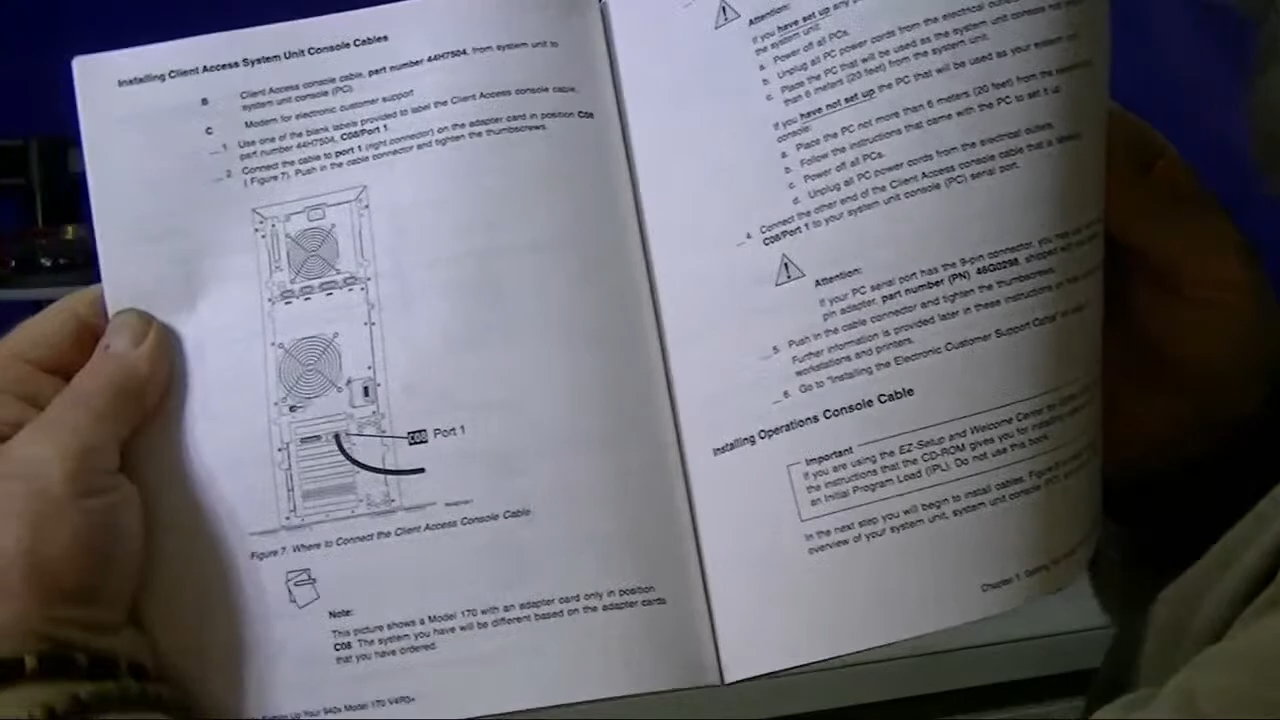 Installing Client Access System Unit Console Cables
B Client Access console cable, part number 44H7504, from system unit to
system unit console (PC).
C Modem for electronic customer support
__ 1. Use one of the blank labels provided to label the Client Access console cable,
part number 44H7504, C08/Port 1.
__ 2. Connect the cable to port 1 (right connector) on the adapter card in position C08
( Figure 7). Push in the cable connector and tighten the thumbscrews.
C08 Port 1
Figure 7. Where to Connect the Client Access Console Cable
Note:
This picture shows a Model 170 with an adapter card only in position
C08. The system you have will be different based on the adapter cards
that you have ordered.
Setting Up Your 940x Model 170 V4R3
Attention:
If you have set up any
the system unit:
a. Power off all PCs.
b. Unplug all PC power cords from the electrical
c. Place the PC that will be used as the system unit console
than 6 meters (20 feet) from the system unit.
If you have not set up the PC that will be used as your system
console:
a. Place the PC not more than 6 meters (20 feet) from the
b. Follow the instructions that came with the PC to set it up
c. Power off all PCs.
d. Unplug all PC power cords from the electrical outlets.
__ 4. Connect the other end of the Client Access console cable that is
C08/Port 1 to your system unit console (PC) serial port.
Attention:
If your PC serial port has the 9-pin connector, you
pin adapter, part number (PN) 46G0298, shipped
__ 5. Push in the cable connector and tighten the thumbscrews.
Further information is provided later in these instructions
workstations and printers.
__ 6. Go to "Installing the Electronic Customer Support
Installing Operations Console Cable
Important
If you are using the EZ-Setup and Welcome Center
the instructions that the CD-ROM gives you for installing
an Initial Program Load (IPL). Do not use this book.
In the next step you will begin to install cables.
overview of your system unit, system unit console (PC)
Chapter 1. Getting